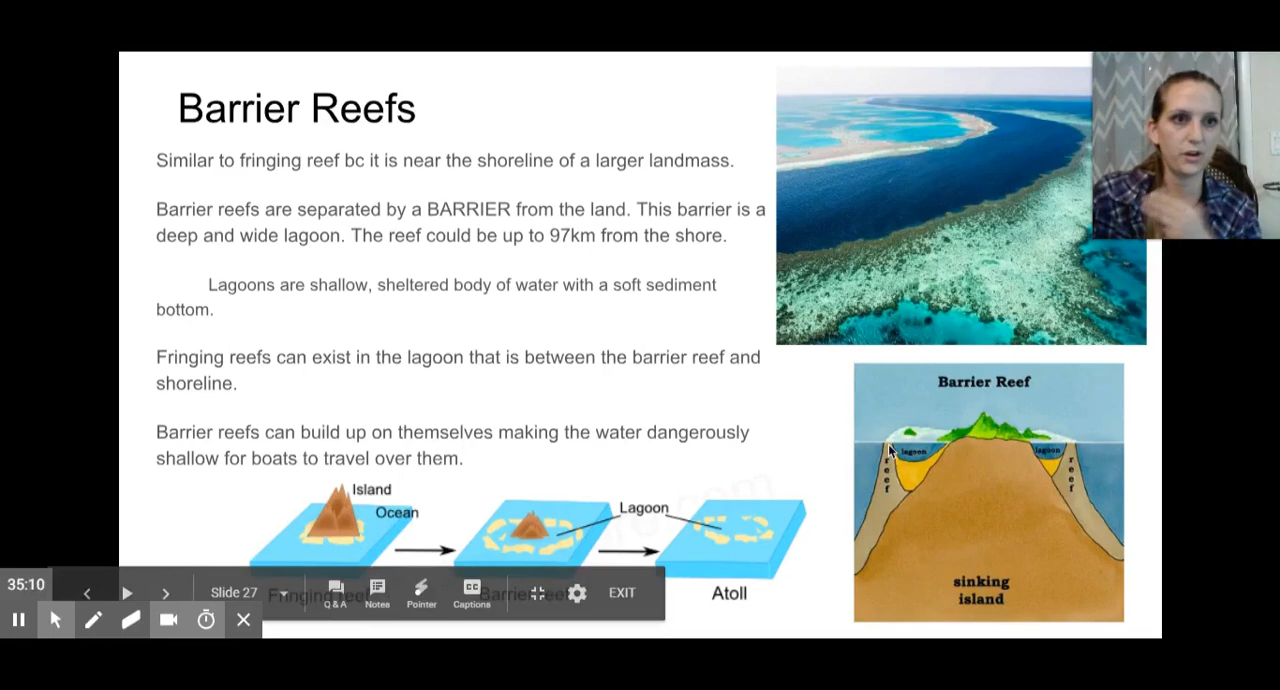 Barrier Reefs
Similar to fringing reef bc it is near the shoreline of a larger landmass.
Barrier reefs are separated by a BARRIER from the land. This barrier is a
deep and wide lagoon. The reef could be up to 97km from the shore.
Lagoons are shallow, sheltered body of water with a soft sediment
bottom.
Fringing reefs can exist in the lagoon that is between the barrier reef and
shoreline.
Barrier reefs can build up on themselves making the water dangerously
shallow for boats to travel over them.
Island
Ocean
Lagoon
Fringing reef
Barrier reef
Atoll
Barrier Reef
lagoon
lagoon
reef
reef
sinking
island
35:10
Slide 27
Q & A
Notes
Pointer
CC
Captions
EXIT